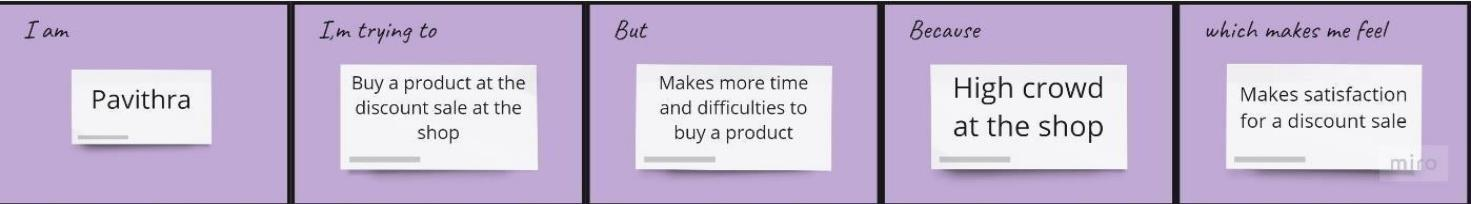 I am
Pavithra
I,m trying to
Buy a product at the
discount sale at the
shop
But
Makes more time
and difficulties to
buy a product
Because
High crowd
at the shop
which makes me feel
Makes satisfaction
for a discount sale
miro